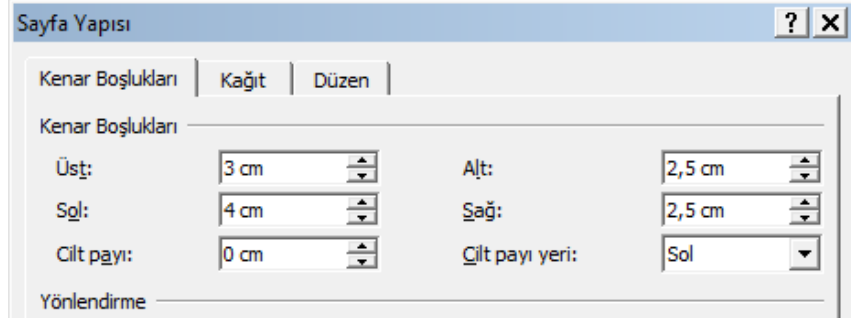 Sayfa Yapısı
Kenar Boşlukları Kağıt Düzen
Kenar Boşlukları
Üst: 3 cm Alt: 2,5 cm
Sol: 4 cm Sağ: 2,5 cm
Cilt payı: 0 cm Cilt payı yeri: Sol
Yönlendirme